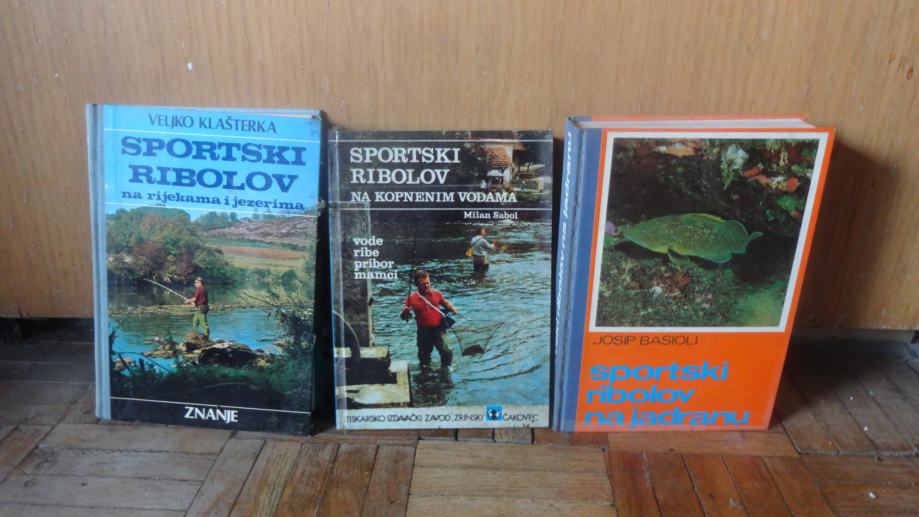 VELJKO KLAŠTERKA
SPORTSKI
RIBOLOV
na rijekama i jezerima
ZNANJE
SPORTSKI
RIBOLOV
NA KOPNENIM VODAMA
Milan Sabol
vode
ribe
pribor
mamci
TISKARSKO IZDAVAČKI ZAVOD „ZRINSKI" ČAKOVEC
JOSIP BASIOLI
sportski
ribolov
na jadranu